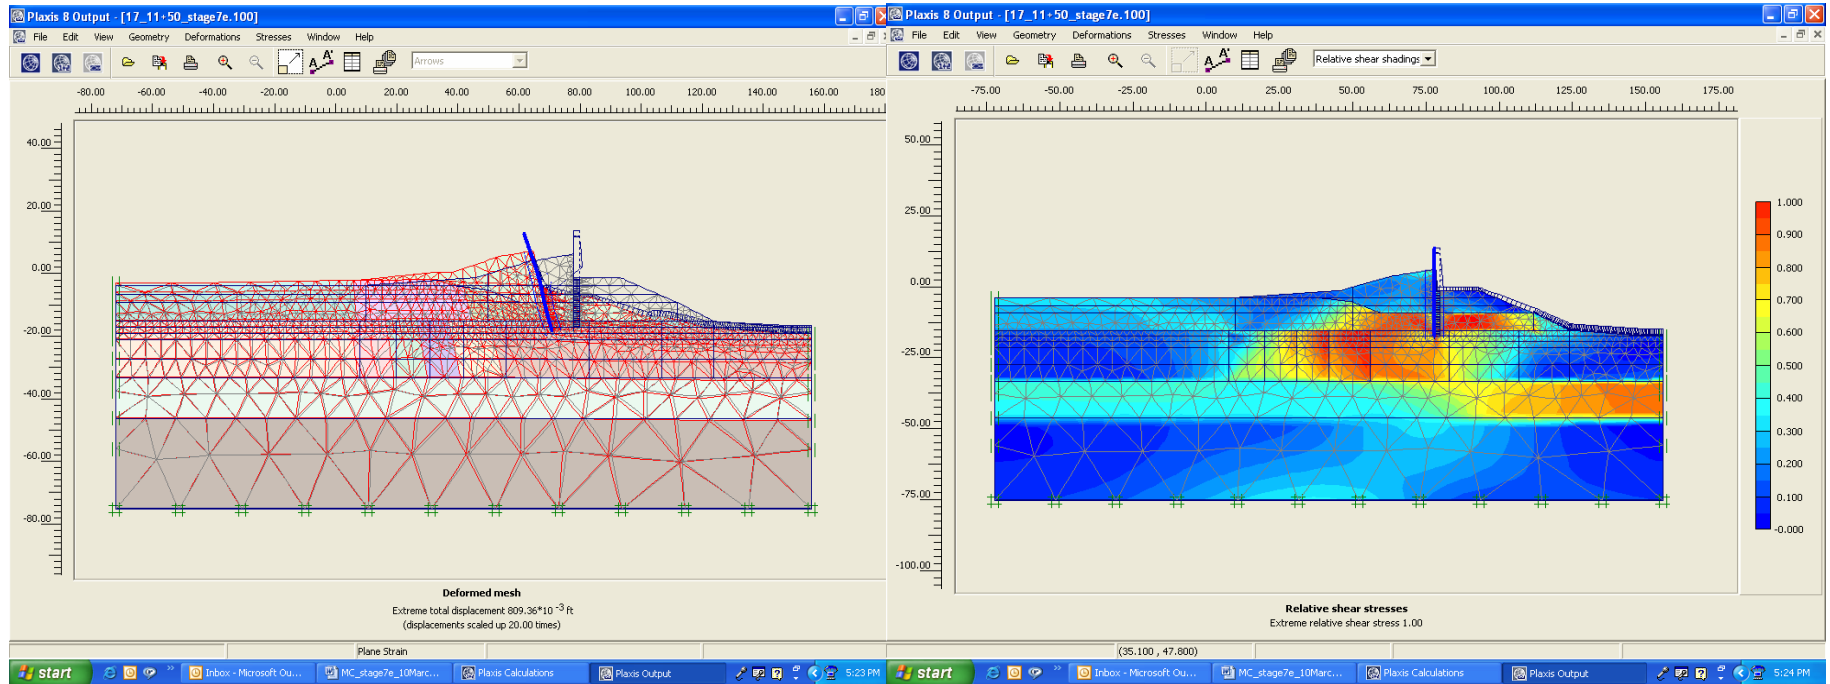 Plaxis 8 Output - [17_11+50_stage7e.100]
File Edit View Geometry Deformations Stresses Window Help
Arrows
-80.00 -60.00 -40.00 -20.00 0.00 20.00 40.00 60.00 80.00 100.00 120.00 140.00 160.00 180
40.00
20.00
0.00
-20.00
-40.00
-60.00
-80.00
Deformed mesh
Extreme total displacement 809.36*10 -3 ft
(displacements scaled up 20.00 times)
Plane Strain
start
Inbox - Microsoft Ou...
MC_stage7e_10Marc...
Plaxis Calculations
Plaxis Output
5:23 PM
Plaxis 8 Output - [17_11+50_stage7e.100]
File Edit View Geometry Deformations Stresses Window Help
Relative shear shadings
-75.00 -50.00 -25.00 0.00 25.00 50.00 75.00 100.00 125.00 150.00 175.00
50.00
25.00
0.00
-25.00
-50.00
-75.00
-100.00
1.000
0.900
0.800
0.700
0.600
0.500
0.400
0.300
0.200
0.100
-0.000
Relative shear stresses
Extreme relative shear stress 1.00
(35.100 , 47.800)
start
Inbox - Microsoft Ou...
MC_stage7e_10Marc...
Plaxis Calculations
Plaxis Output
5:24 PM